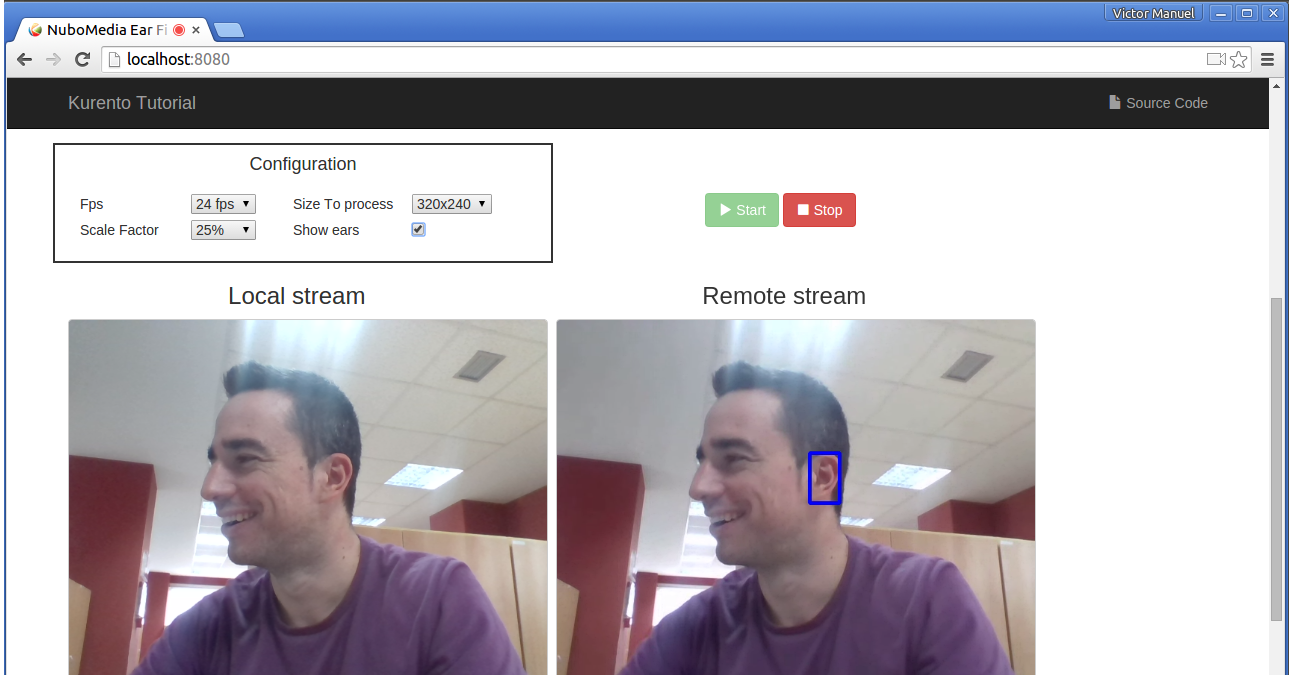 Victor Manuel
NuboMedia Ear Fi
localhost:8080
Kurento Tutorial
Source Code
Configuration
Fps 24 fps Size To process 320x240
Scale Factor 25% Show ears
Start Stop
Local stream Remote stream